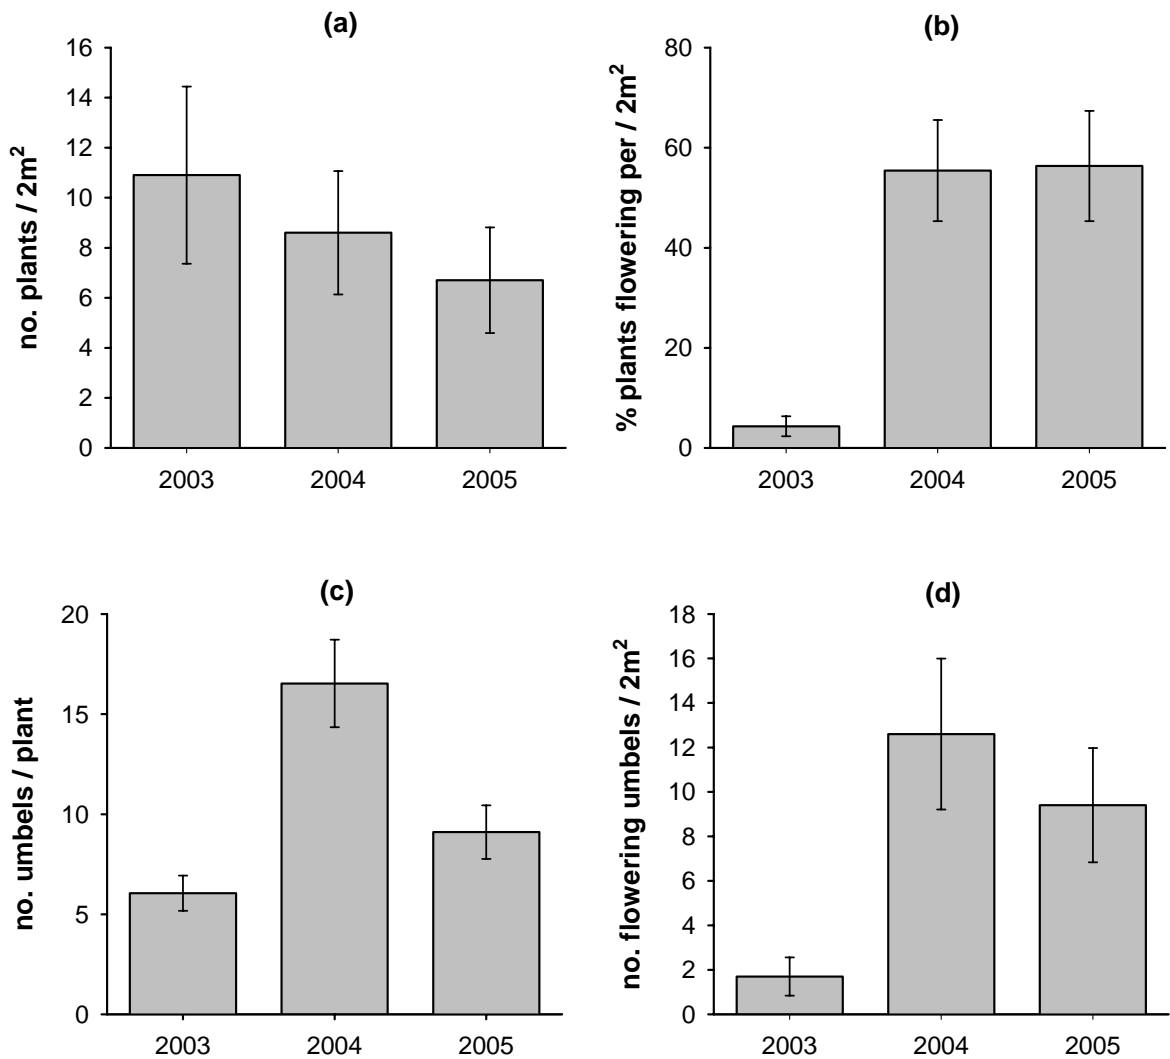 (a)
16
14
12
10
8
6
4
2
0
no. plants / 2m²
2003 2004 2005
(b)
80
60
40
20
0
% plants flowering per / 2m²
2003 2004 2005
(c)
20
15
10
5
0
no. umbels / plant
2003 2004 2005
(d)
18
16
14
12
10
8
6
4
2
0
no. flowering umbels / 2m²
2003 2004 2005